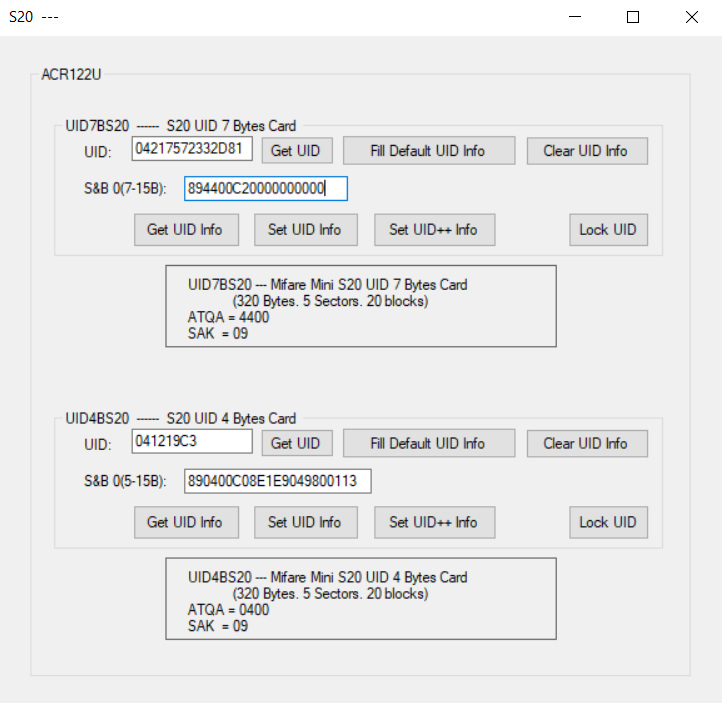 S20 ---
ACR122U
UID7BS20 ------ S20 UID 7 Bytes Card
UID: 04217572332D81 Get UID Fill Default UID Info Clear UID Info
S&B 0(7-15B): 894400C20000000000
Get UID Info Set UID Info Set UID++ Info Lock UID
UID7BS20 --- Mifare Mini S20 UID 7 Bytes Card
(320 Bytes. 5 Sectors. 20 blocks)
ATQA = 4400
SAK = 09
UID4BS20 ------ S20 UID 4 Bytes Card
UID: 041219C3 Get UID Fill Default UID Info Clear UID Info
S&B 0(5-15B): 890400C08E1E9049800113
Get UID Info Set UID Info Set UID++ Info Lock UID
UID4BS20 --- Mifare Mini S20 UID 4 Bytes Card
(320 Bytes. 5 Sectors. 20 blocks)
ATQA = 0400
SAK = 09